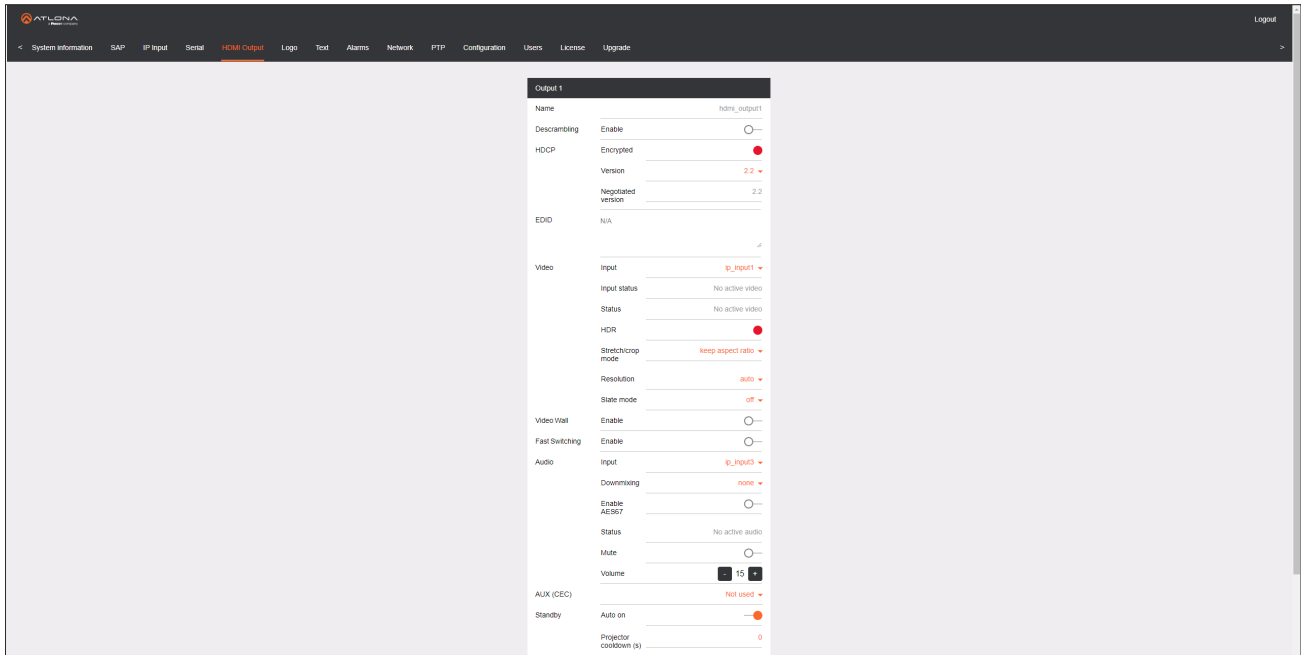 ATLONA
Logout
< System information SAP IP Input Serial HDMI Output Logo Text Alarms Network PTP Configuration Users License Upgrade >
Output 1
Name hdmi_output1
Descrambling Enable
HDCP Encrypted
Version 2.2
Negotiated version 2.2
EDID N/A
Video Input ip_input1
Input status No active video
Status No active video
HDR
Stretch/crop mode keep aspect ratio
Resolution auto
Slate mode off
Video Wall Enable
Fast Switching Enable
Audio Input ip_input3
Downmixing none
Enable AES67
Status No active audio
Mute
Volume - 15 +
AUX (CEC) Not used
Standby Auto on
Projector cooldown (s) 0